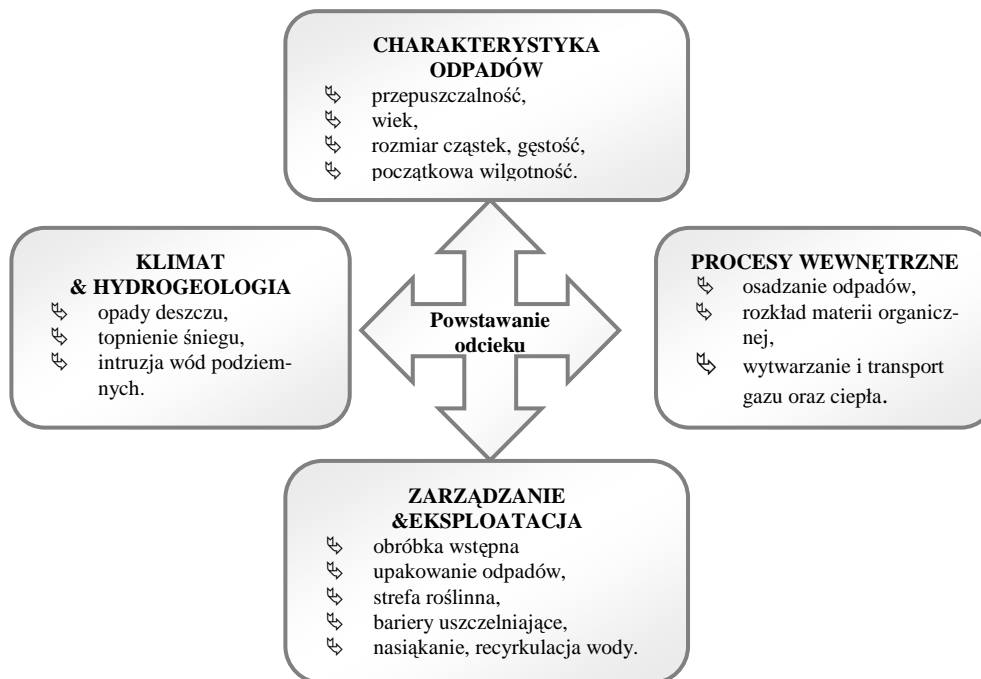 CHARAKTERYSTYKA
ODPADÓW
przepuszczalność,
wiek,
rozmiar cząstek, gęstość,
początkowa wilgotność.
KLIMAT
& HYDROGEOLOGIA
opady deszczu,
topnienie śniegu,
intruzja wód podziem-
nych.
Powstawanie
odcieku
PROCESY WEWNĘTRZNE
osadzanie odpadów,
rozkład materii organicz-
nej,
wytwarzanie i transport
gazu oraz ciepła.
ZARZĄDZANIE
&EKSPLOATACJA
obróbka wstępna
upakowanie odpadów,
strefa roślinna,
bariery uszczelniające,
nasiąkanie, recyrkulacja wody.